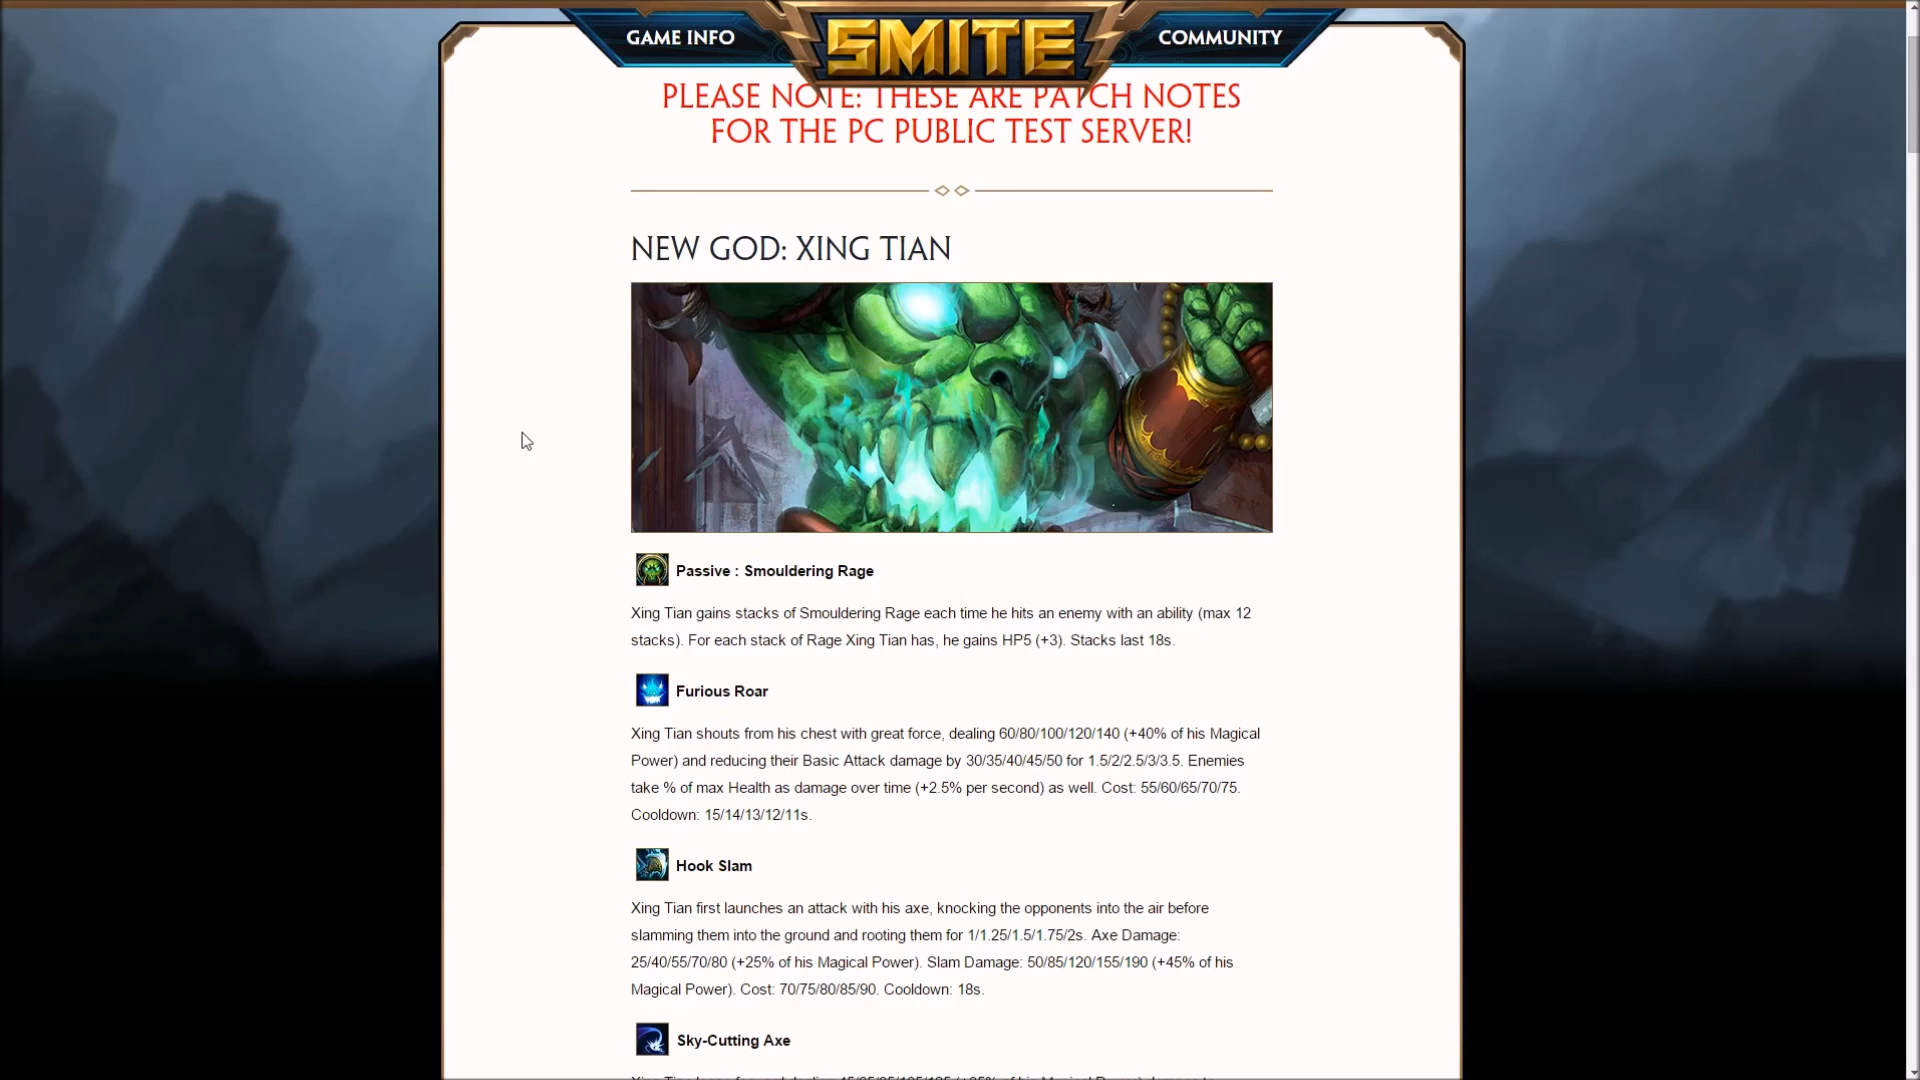 GAME INFO
SMITE
COMMUNITY
PLEASE NOTE: THESE ARE PATCH NOTES
FOR THE PC PUBLIC TEST SERVER!
NEW GOD: XING TIAN
Passive : Smouldering Rage
Xing Tian gains stacks of Smouldering Rage each time he hits an enemy with an ability (max 12
stacks). For each stack of Rage Xing Tian has, he gains HP5 (+3). Stacks last 18s.
Furious Roar
Xing Tian shouts from his chest with great force, dealing 60/80/100/120/140 (+40% of his Magical
Power) and reducing their Basic Attack damage by 30/35/40/45/50 for 1.5/2/2.5/3/3.5. Enemies
take % of max Health as damage over time (+2.5% per second) as well. Cost: 55/60/65/70/75.
Cooldown: 15/14/13/12/11s.
Hook Slam
Xing Tian first launches an attack with his axe, knocking the opponents into the air before
slamming them into the ground and rooting them for 1/1.25/1.5/1.75/2s. Axe Damage:
25/40/55/70/80 (+25% of his Magical Power). Slam Damage: 50/85/120/155/190 (+45% of his
Magical Power). Cost: 70/75/80/85/90. Cooldown: 18s.
Sky-Cutting Axe